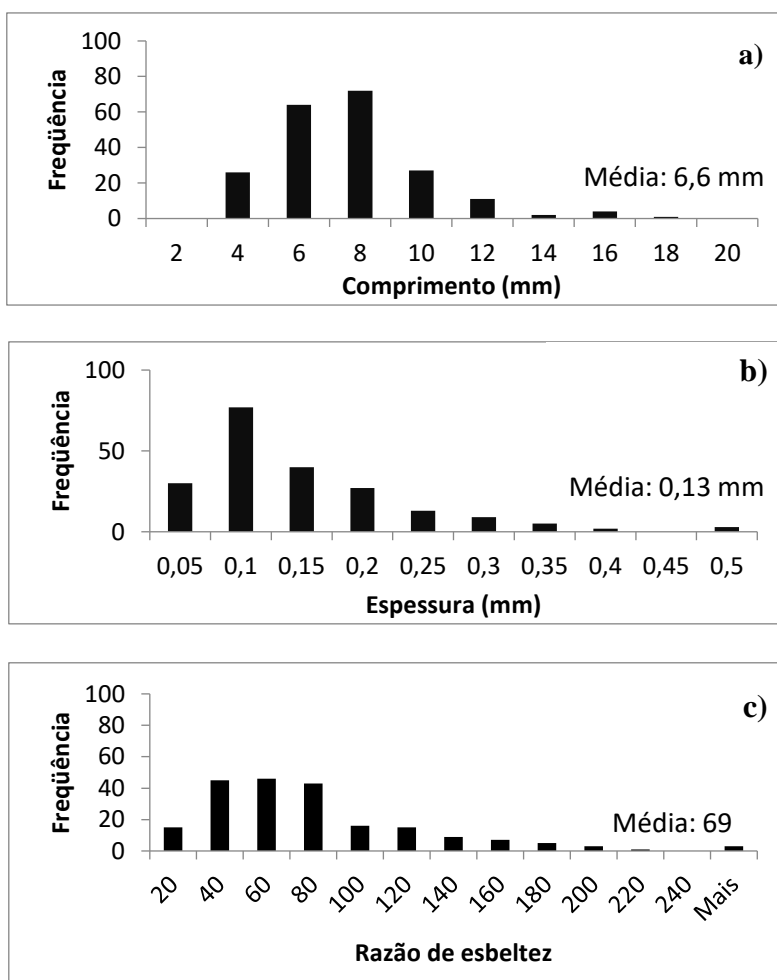 a)
Freqüência
100
80
60
40
20
0
Média: 6,6 mm
2 4 6 8 10 12 14 16 18 20
Comprimento (mm)
b)
Freqüência
100
50
0
Média: 0,13 mm
0,05 0,1 0,15 0,2 0,25 0,3 0,35 0,4 0,45 0,5
Espessura (mm)
c)
Freqüência
100
80
60
40
20
0
Média: 69
20 40 60 80 100 120 140 160 180 200 220 240 Mais
Razão de esbeltez